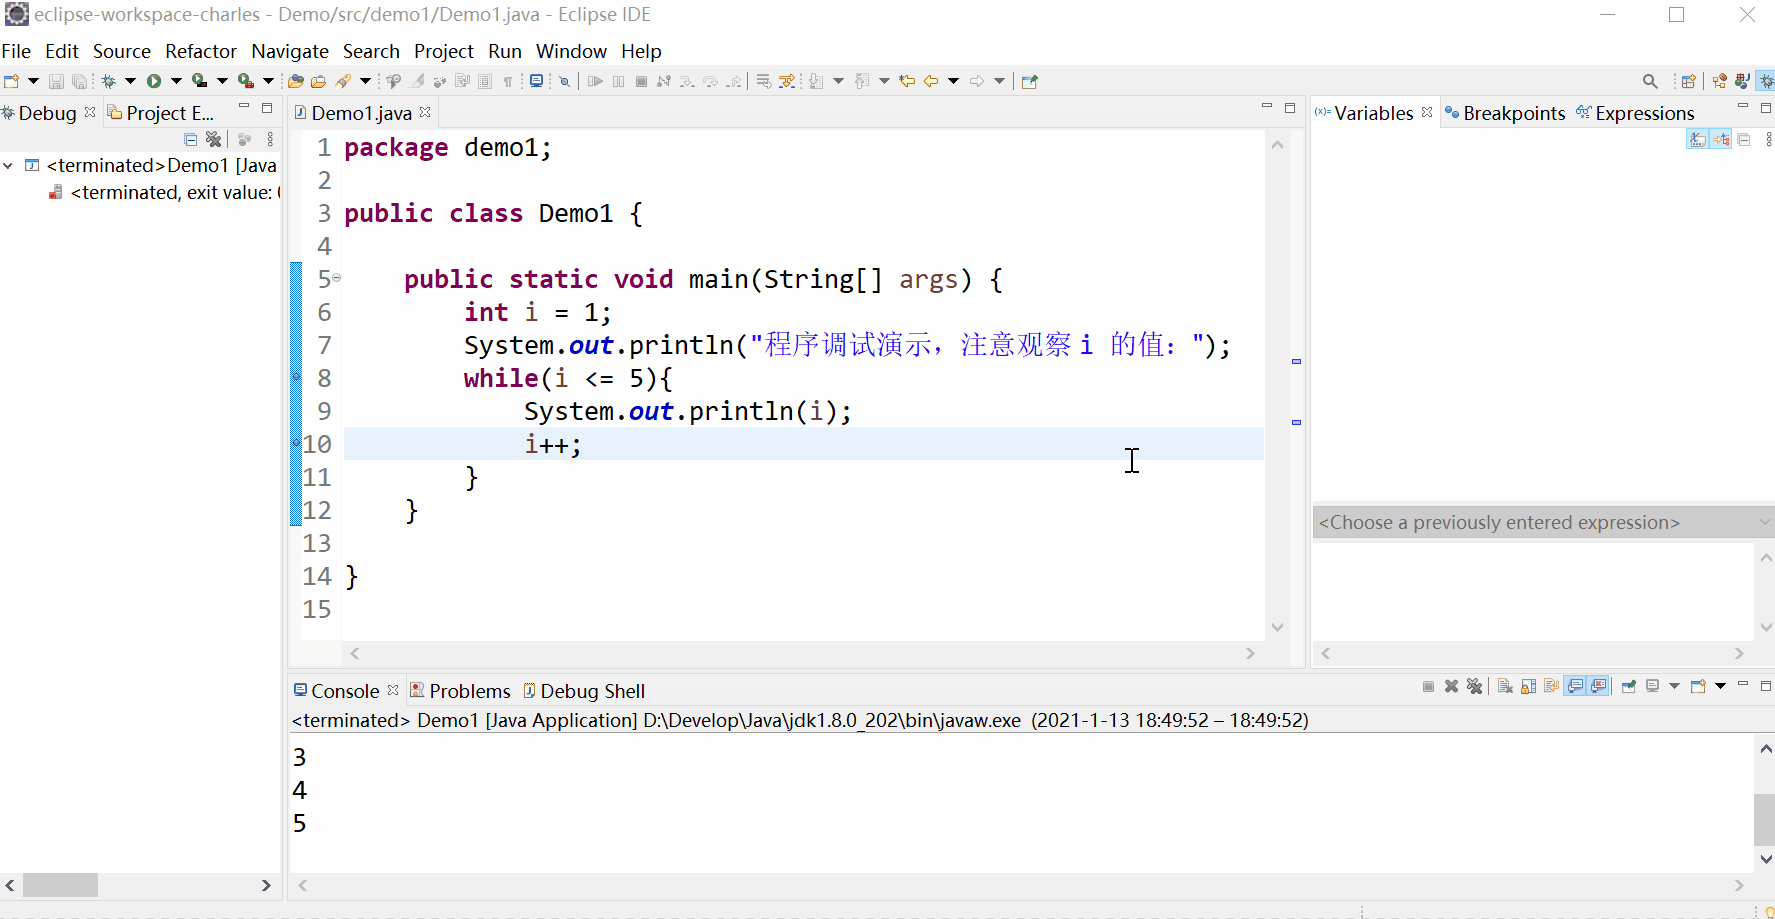 eclipse-workspace-charles - Demo/src/demo1/Demo1.java - Eclipse IDE
File Edit Source Refactor Navigate Search Project Run Window Help
Debug Project E...
<terminated>Demo1 [Java
<terminated, exit value:
Demo1.java
1 package demo1;
2
3 public class Demo1 {
4
5 public static void main(String[] args) {
6 int i = 1;
7 System.out.println("程序调试演示，注意观察i 的值：");
8 while(i <= 5){
9 System.out.println(i);
10 i++;
11 }
12 }
13
14 }
15
Variables Breakpoints Expressions
<Choose a previously entered expression>
Console Problems Debug Shell
<terminated> Demo1 [Java Application] D:\Develop\Java\jdk1.8.0_202\bin\javaw.exe (2021-1-13 18:49:52 – 18:49:52)
3
4
5